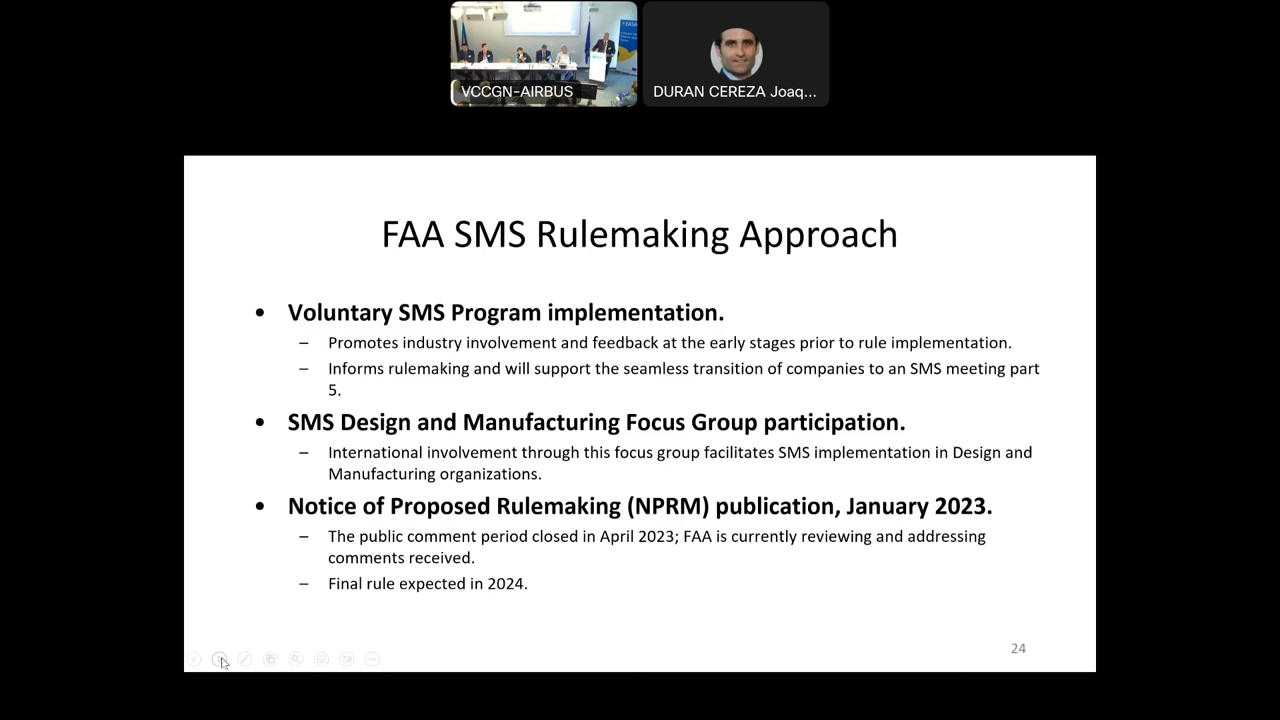 EASA
VCCGN-AIRBUS
DURAN CEREZA Joaq...
FAA SMS Rulemaking Approach
• Voluntary SMS Program implementation.
– Promotes industry involvement and feedback at the early stages prior to rule implementation.
– Informs rulemaking and will support the seamless transition of companies to an SMS meeting part
5.
• SMS Design and Manufacturing Focus Group participation.
– International involvement through this focus group facilitates SMS implementation in Design and
Manufacturing organizations.
• Notice of Proposed Rulemaking (NPRM) publication, January 2023.
– The public comment period closed in April 2023; FAA is currently reviewing and addressing
comments received.
– Final rule expected in 2024.
24